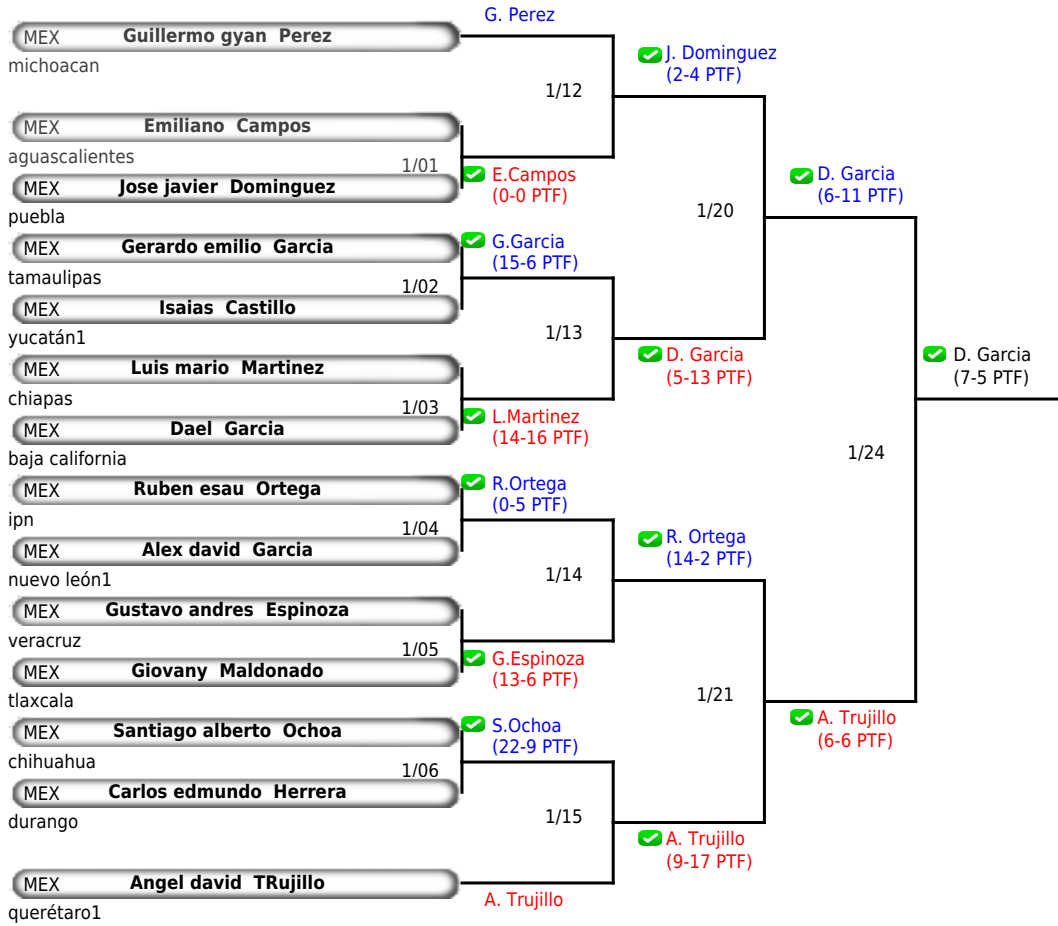 G. Perez
MEX Guillermo gyan Perez
michoacan
J. Dominguez
(2-4 PTF)
1/12
MEX Emiliano Campos
aguascalientes
1/01
E.Campos
(0-0 PTF)
MEX Jose javier Dominguez
puebla
D. Garcia
(6-11 PTF)
1/20
MEX Gerardo emilio Garcia
tamaulipas
G.Garcia
(15-6 PTF)
1/02
MEX Isaias Castillo
yucatán1
1/13
D. Garcia
(5-13 PTF)
MEX Luis mario Martinez
chiapas
1/03
L.Martinez
(14-16 PTF)
MEX Dael Garcia
baja california
D. Garcia
(7-5 PTF)
1/24
MEX Ruben esau Ortega
ipn
R.Ortega
(0-5 PTF)
1/04
MEX Alex david Garcia
nuevo león1
R. Ortega
(14-2 PTF)
1/14
MEX Gustavo andres Espinoza
veracruz
1/05
G.Espinoza
(13-6 PTF)
MEX Giovany Maldonado
tlaxcala
1/21
A. Trujillo
(6-6 PTF)
MEX Santiago alberto Ochoa
chihuahua
S.Ochoa
(22-9 PTF)
1/06
MEX Carlos edmundo Herrera
durango
1/15
A. Trujillo
(9-17 PTF)
MEX Angel david TRujillo
querétaro1
A. Trujillo